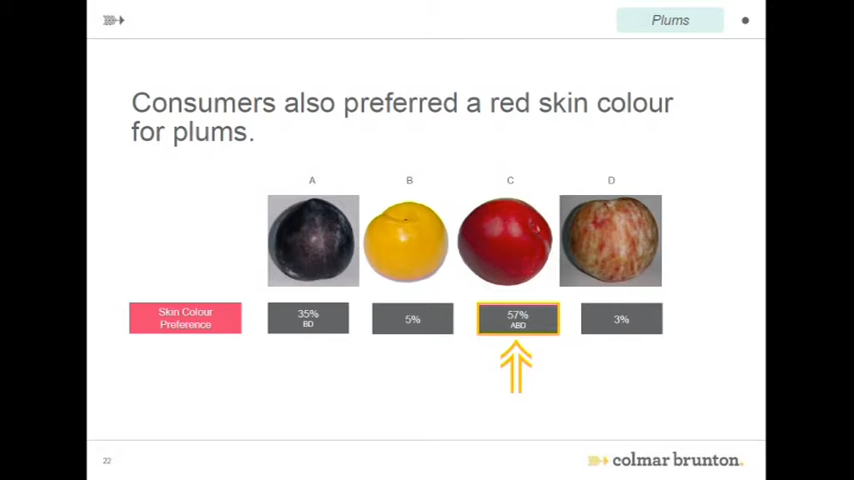 Plums
Consumers also preferred a red skin colour
for plums.
A
B
C
D
Skin Colour
Preference
35%
BD
5%
57%
ABD
3%
22
colmar brunton.